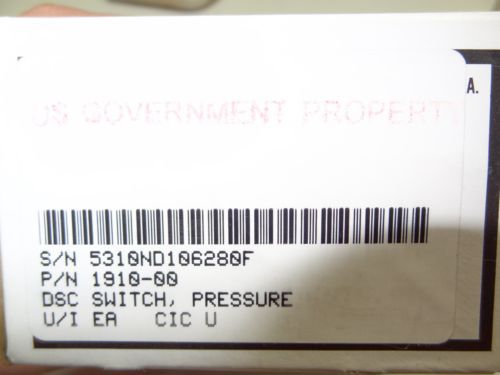 A.
US GOVERNMENT PROPERTY
S/N 5310ND106280F
P/N 1910-00
DSC SWITCH, PRESSURE
U/I EA CIC U